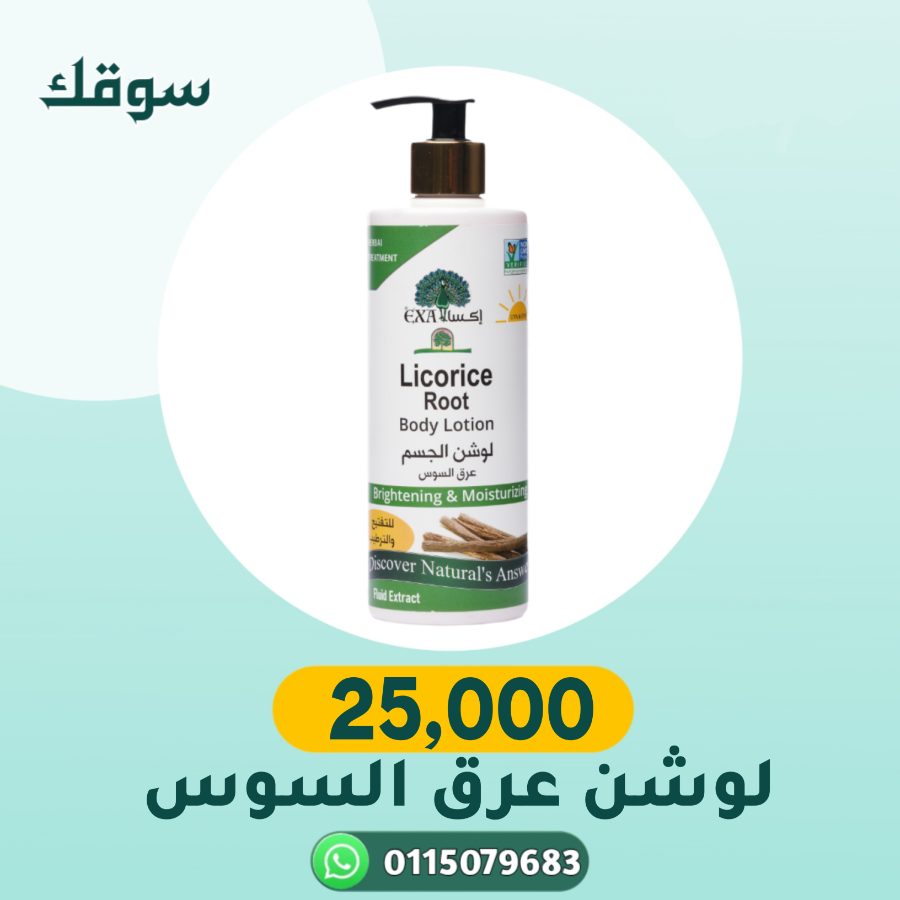 سوقك
TREATMENT
EXA إكسا
Licorice
Root
Body Lotion
لوشن الجسم
عرق السوس
Brightening & Moisturizing
للتفتيح
والترطيب
Discover Natural's Answer
Fluid Extract
25,000
لوشن عرق السوس
0115079683